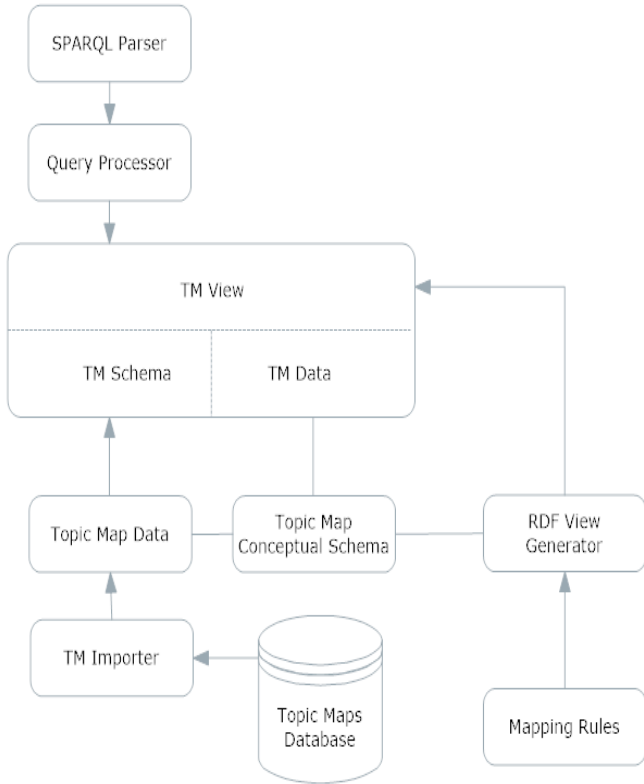 SPARQL Parser
Query Processor
TM View
TM Schema
TM Data
Topic Map Data
Topic Map
Conceptual Schema
RDF View
Generator
TM Importer
Topic Maps
Database
Mapping Rules